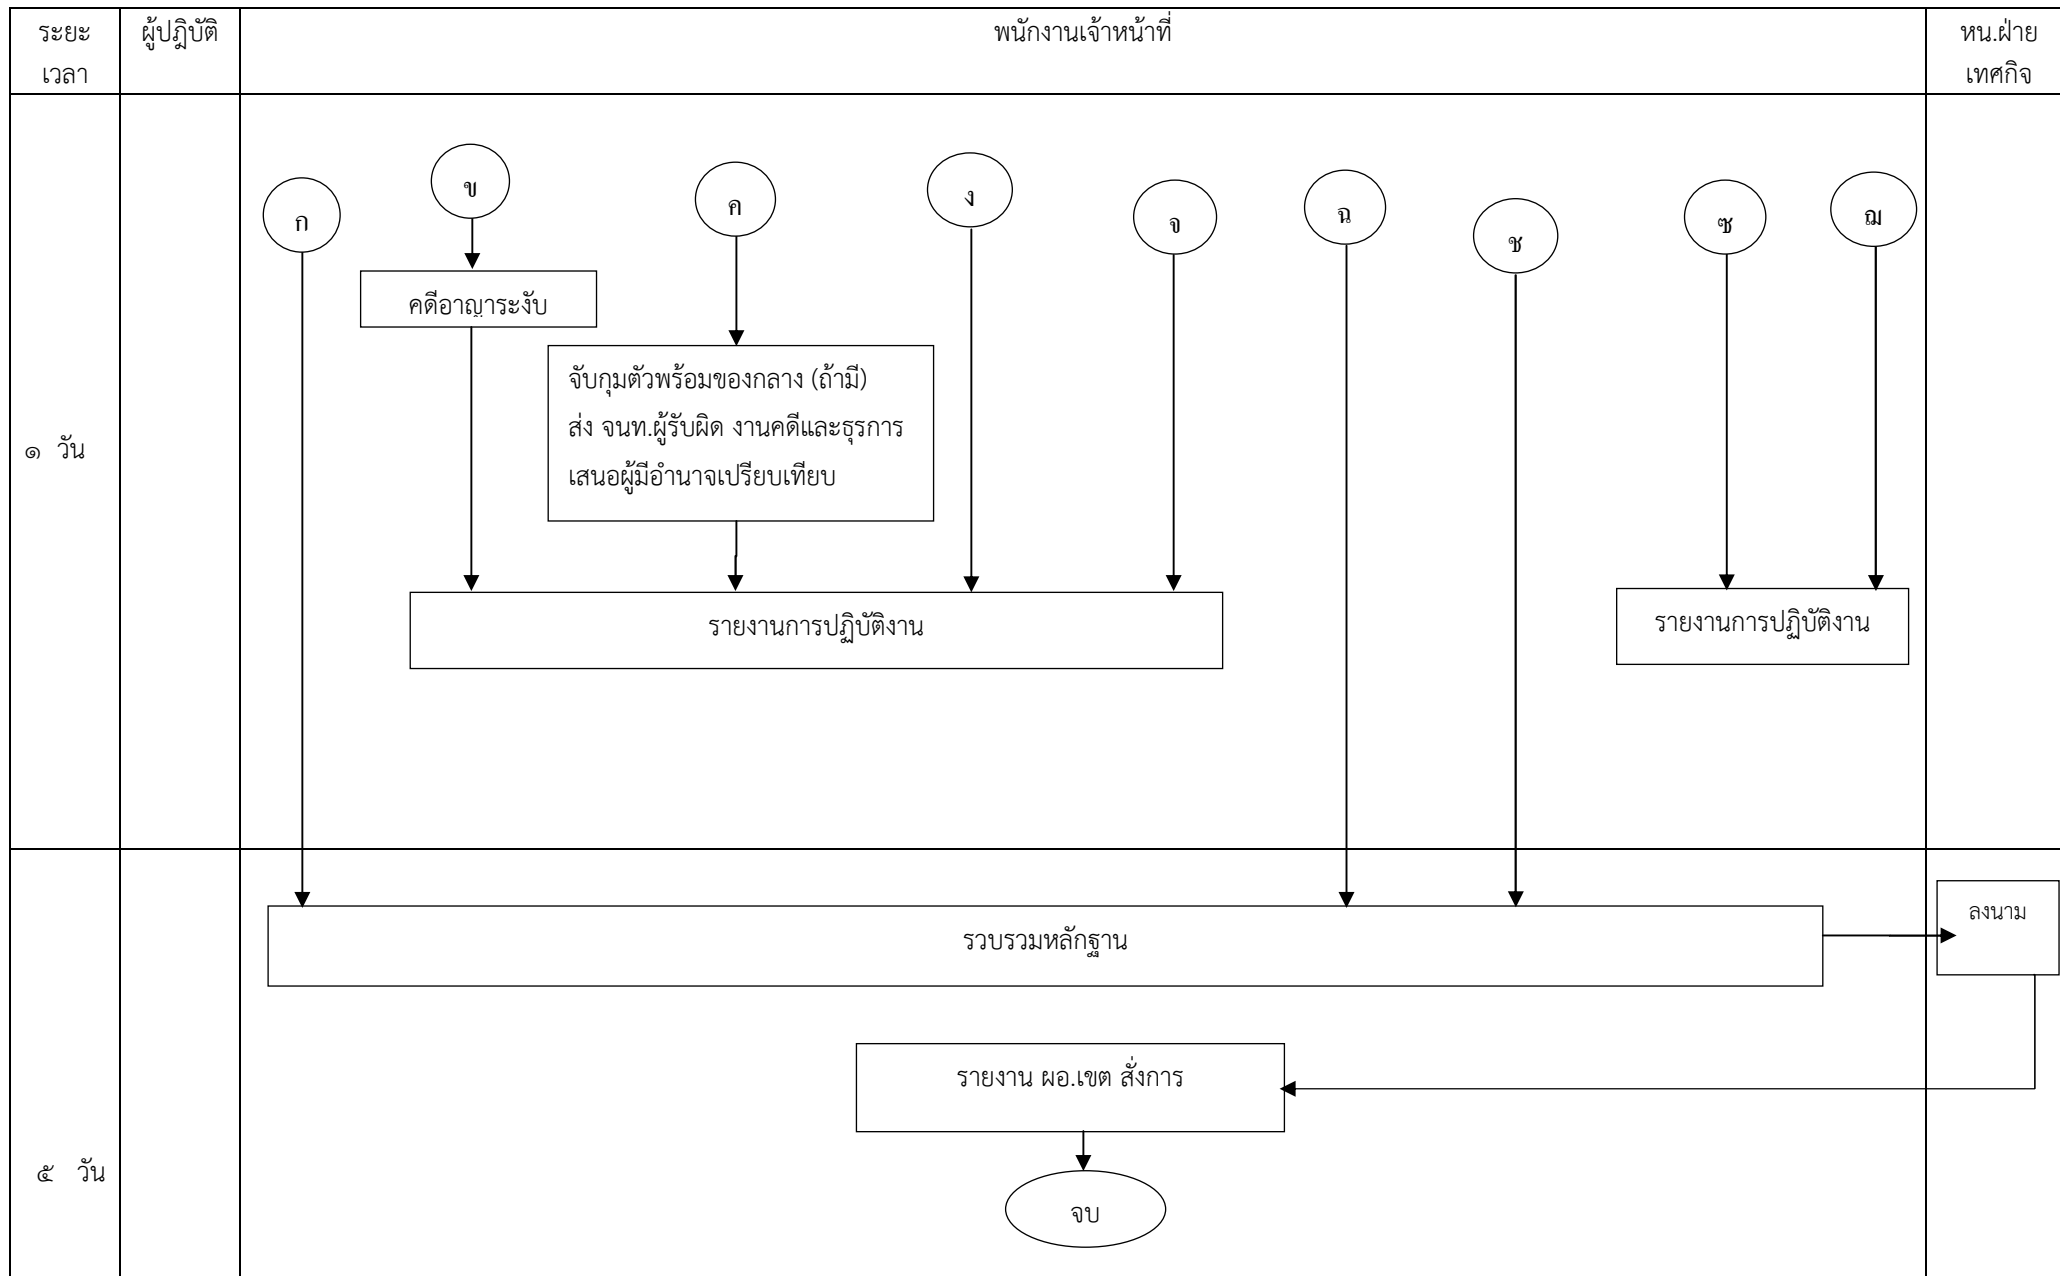 ระยะ
เวลา
ผู้ปฎิบัติ
พนักงานเจ้าหน้าที่
หน.ฝ่าย
เทศกิจ
ก
ข
ค
ง
จ
ฉ
ช
ซ
ฌ
คดีอาญาระงับ
จับกุมตัวพร้อมของกลาง (ถ้ามี)
ส่ง จนท.ผู้รับผิด งานคดีและธุรการ
เสนอผู้มีอำนาจเปรียบเทียบ
๑ วัน
รายงานการปฏิบัติงาน
รายงานการปฏิบัติงาน
รวบรวมหลักฐาน
ลงนาม
รายงาน ผอ.เขต สั่งการ
๕ วัน
จบ